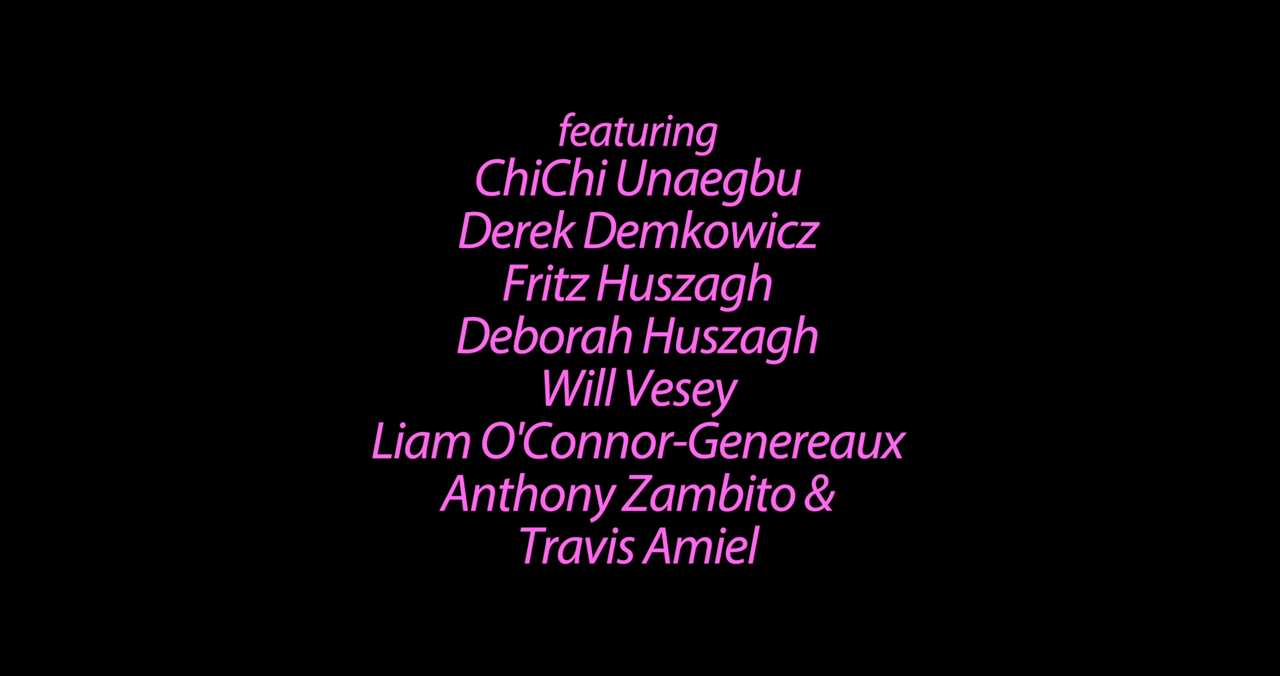 featuring
ChiChi Unaegbu
Derek Demkowicz
Fritz Huszagh
Deborah Huszagh
Will Vesey
Liam O'Connor-Genereaux
Anthony Zambito &
Travis Amiel